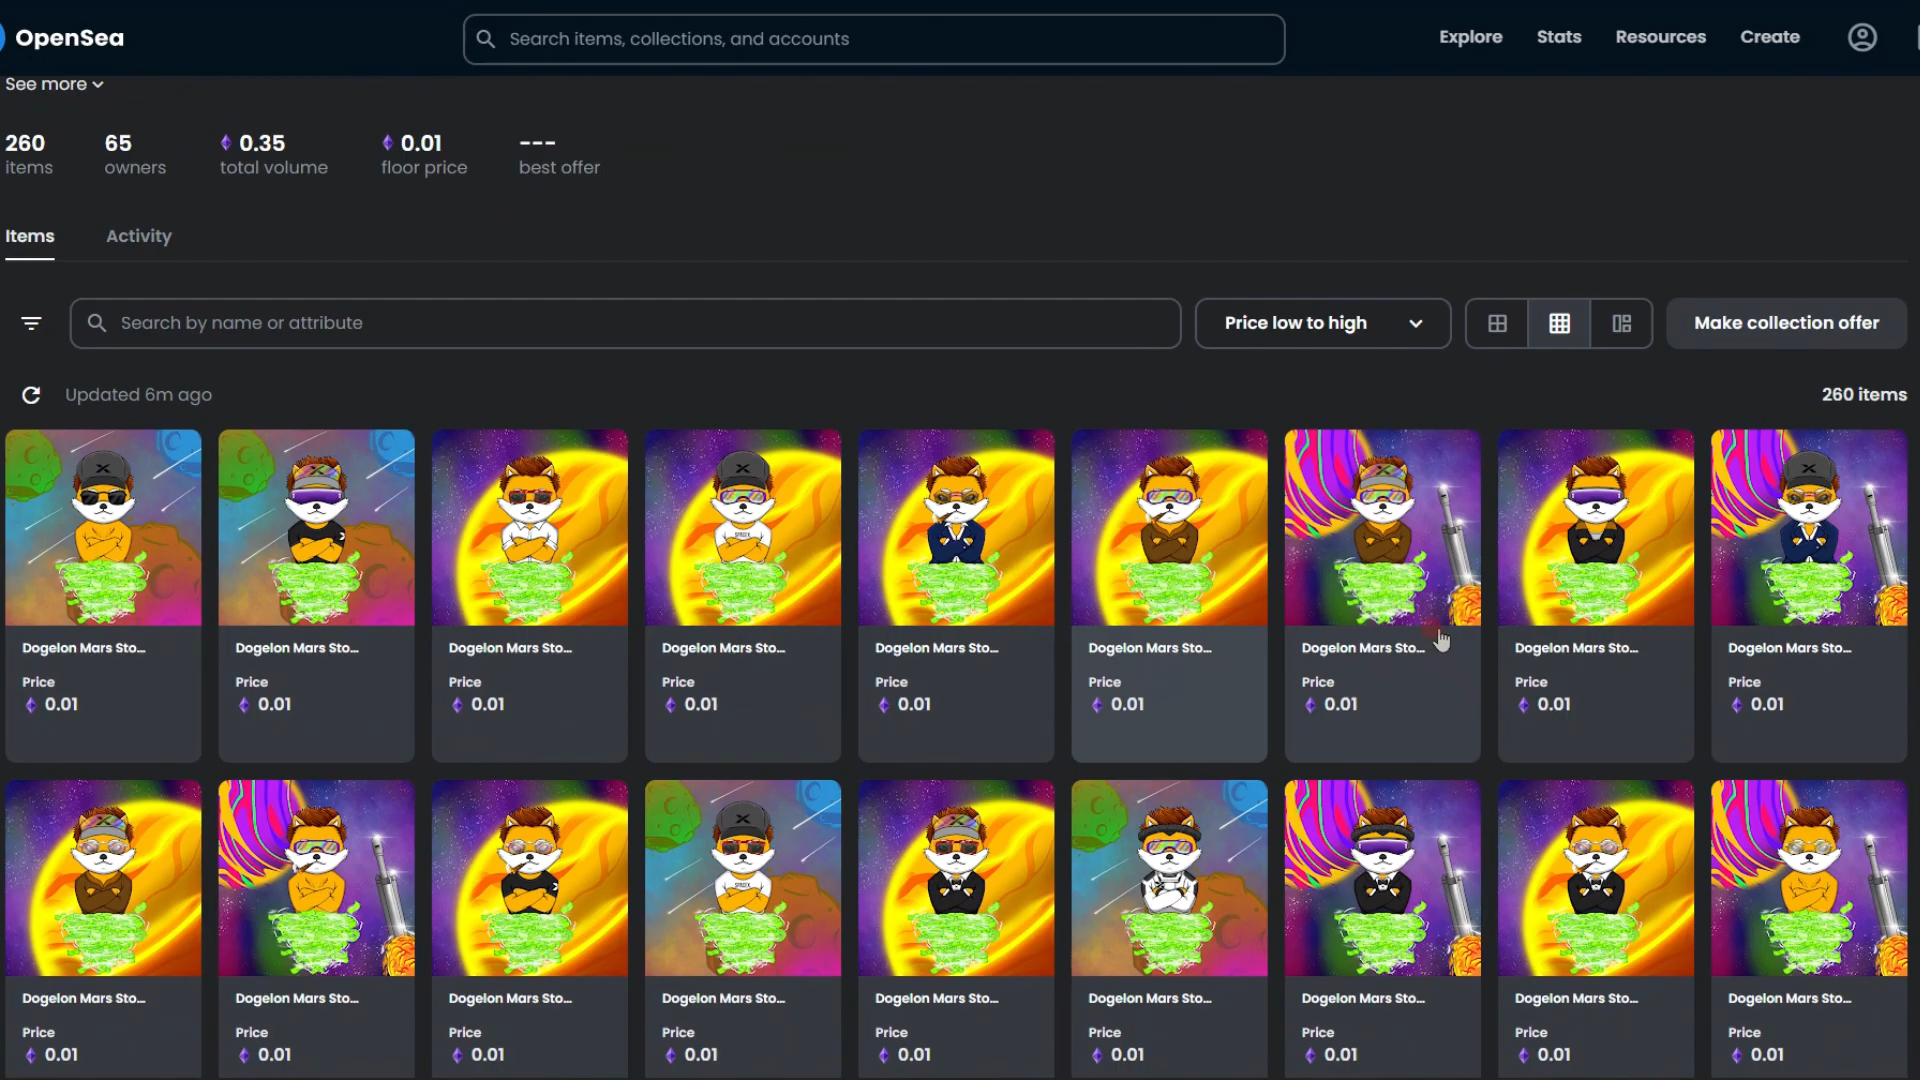 OpenSea
Search items, collections, and accounts
Explore Stats Resources Create
See more
260 65 0.35 0.01 ---
items owners total volume floor price best offer
Items Activity
Search by name or attribute Price low to high Make collection offer
Updated 6m ago 260 items
Dogelon Mars Sto... Dogelon Mars Sto... Dogelon Mars Sto... Dogelon Mars Sto... Dogelon Mars Sto... Dogelon Mars Sto... Dogelon Mars Sto... Dogelon Mars Sto... Dogelon Mars Sto...
Price Price Price Price Price Price Price Price Price
0.01 0.01 0.01 0.01 0.01 0.01 0.01 0.01 0.01
Dogelon Mars Sto... Dogelon Mars Sto... Dogelon Mars Sto... Dogelon Mars Sto... Dogelon Mars Sto... Dogelon Mars Sto... Dogelon Mars Sto... Dogelon Mars Sto... Dogelon Mars Sto...
Price Price Price Price Price Price Price Price Price
0.01 0.01 0.01 0.01 0.01 0.01 0.01 0.01 0.01